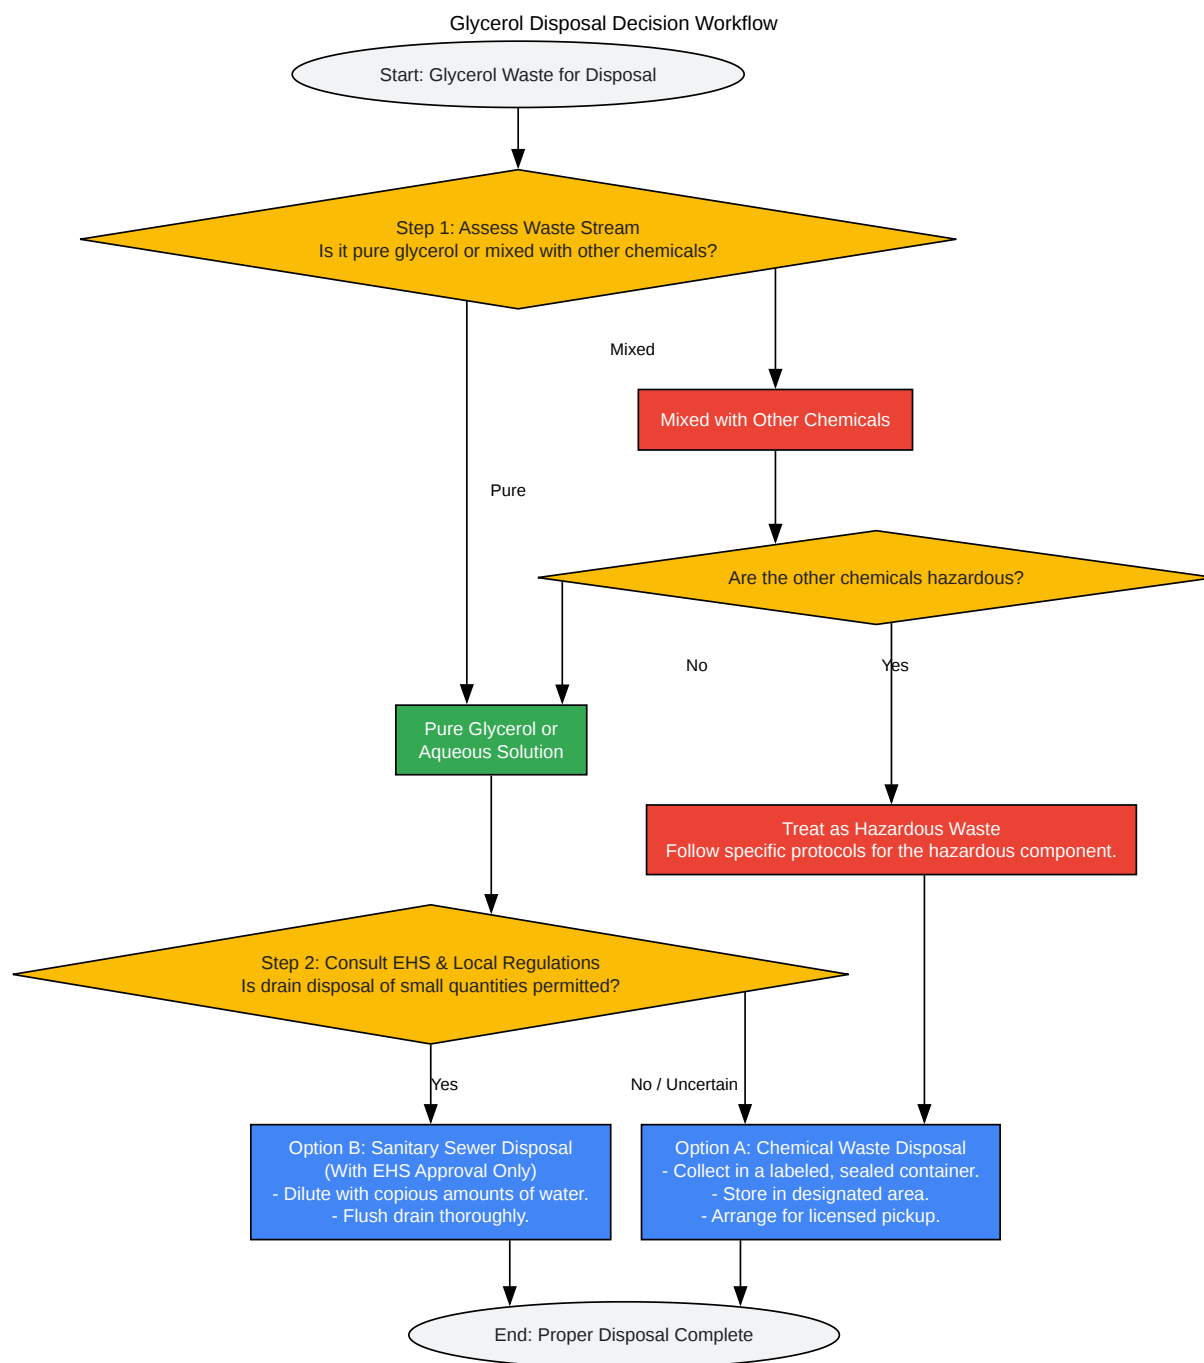 Glycerol Disposal Decision Workflow
Start: Glycerol Waste for Disposal
Step 1: Assess Waste Stream
Is it pure glycerol or mixed with other chemicals?
Mixed
Mixed with Other Chemicals
Pure
Are the other chemicals hazardous?
No
Yes
Pure Glycerol or
Aqueous Solution
Treat as Hazardous Waste
Follow specific protocols for the hazardous component.
Step 2: Consult EHS & Local Regulations
Is drain disposal of small quantities permitted?
Yes
No / Uncertain
Option B: Sanitary Sewer Disposal
(With EHS Approval Only)
- Dilute with copious amounts of water.
- Flush drain thoroughly.
Option A: Chemical Waste Disposal
- Collect in a labeled, sealed container.
- Store in designated area.
- Arrange for licensed pickup.
End: Proper Disposal Complete